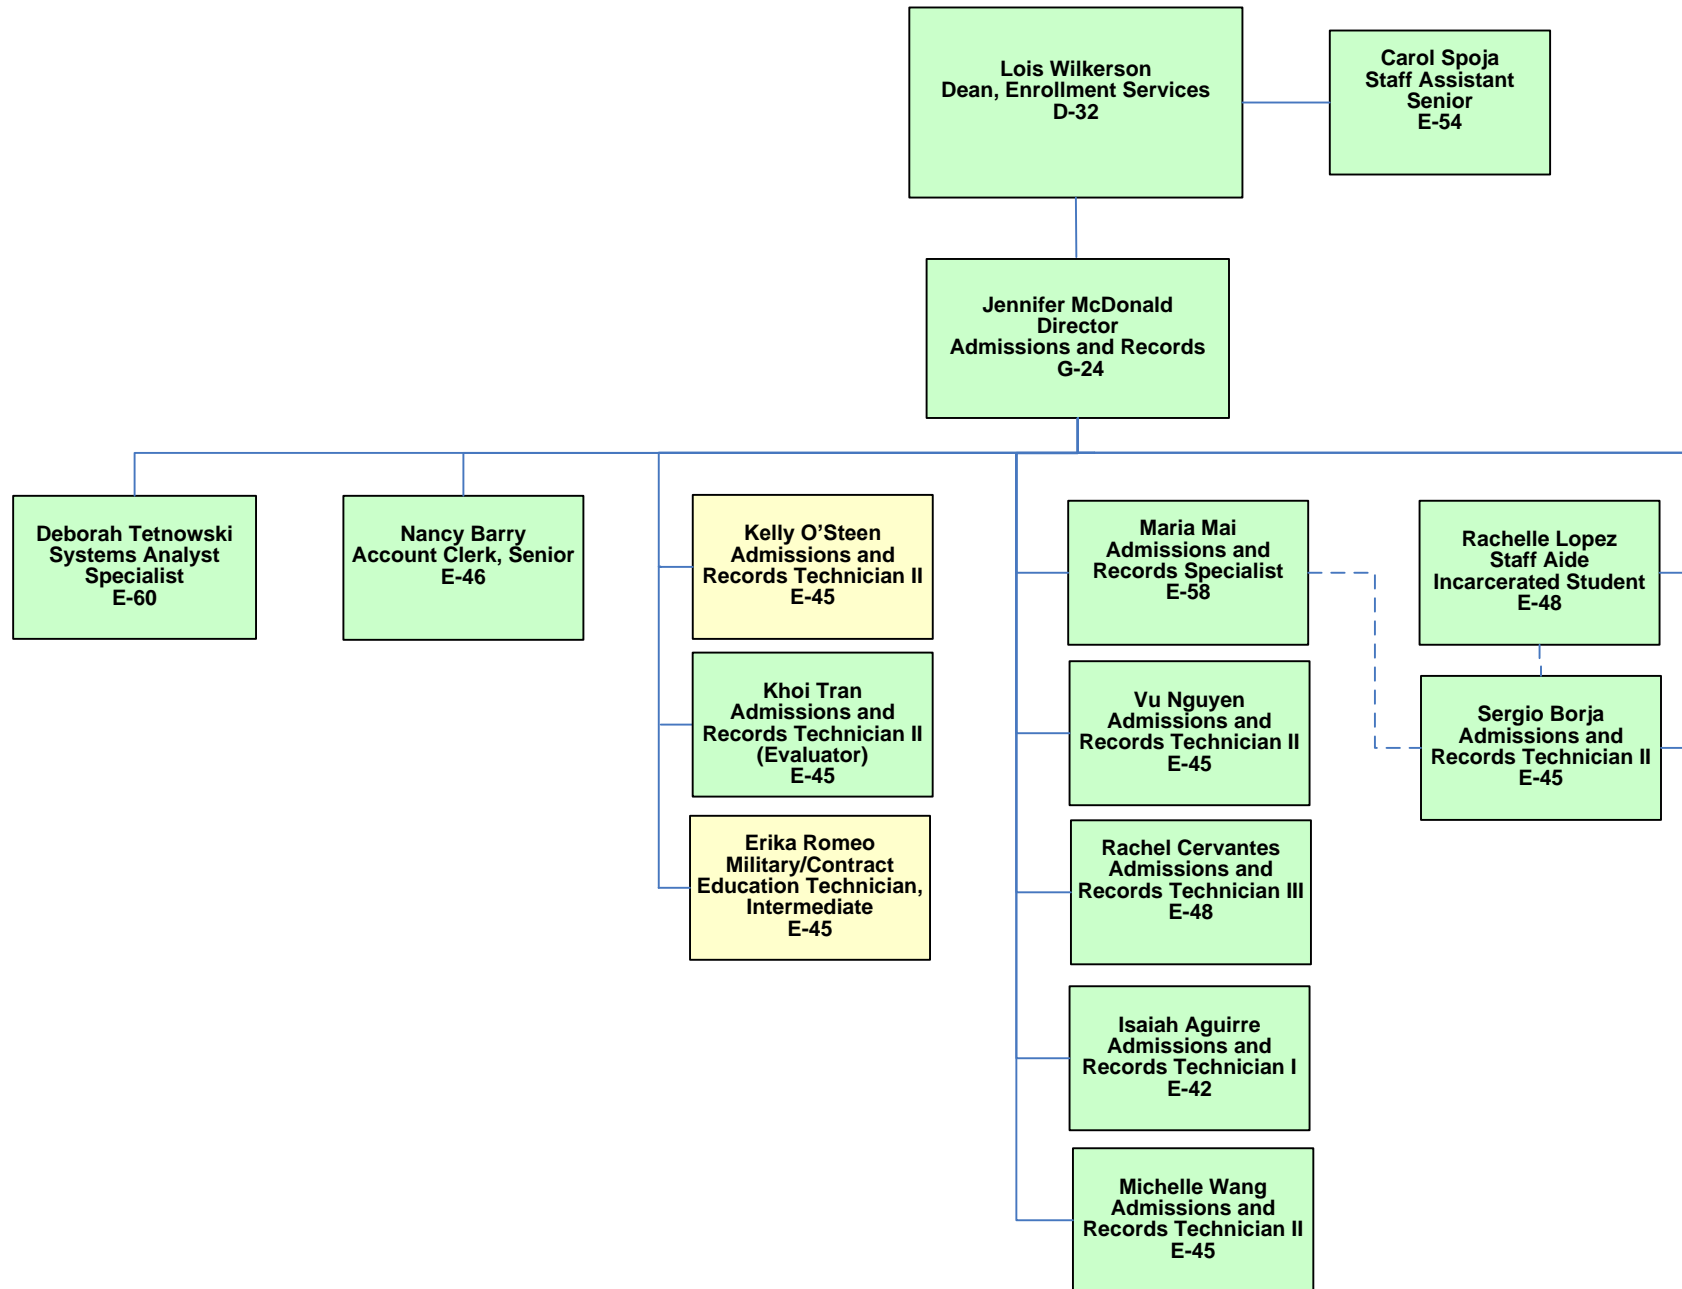 Lois Wilkerson
Dean, Enrollment Services
D-32
Carol Spoja
Staff Assistant
Senior
E-54
Jennifer McDonald
Director
Admissions and Records
G-24
Deborah Tetnowski
Systems Analyst
Specialist
E-60
Nancy Barry
Account Clerk, Senior
E-46
Kelly O’Steen
Admissions and
Records Technician II
E-45
Khoi Tran
Admissions and
Records Technician II
(Evaluator)
E-45
Erika Romeo
Military/Contract
Education Technician,
Intermediate
E-45
Maria Mai
Admissions and
Records Specialist
E-58
Vu Nguyen
Admissions and
Records Technician II
E-45
Rachel Cervantes
Admissions and
Records Technician III
E-48
Isaiah Aguirre
Admissions and
Records Technician I
E-42
Michelle Wang
Admissions and
Records Technician II
E-45
Rachelle Lopez
Staff Aide
Incarcerated Student
E-48
Sergio Borja
Admissions and
Records Technician II
E-45